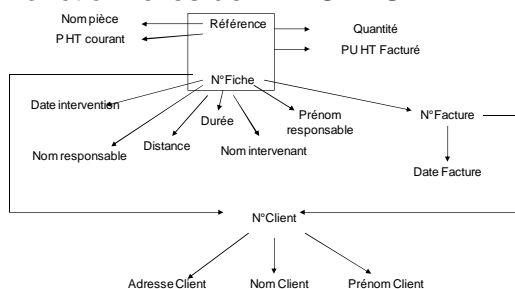 Nom pièce
Référence
Quantité
P HT courant
PU HT Facturé
N°Fiche
Date intervention
Durée
Prénom
responsable
N°Facture
Nom responsable
Distance
Nom intervenant
Date Facture
N°Client
Adresse Client
Nom Client
Prénom Client